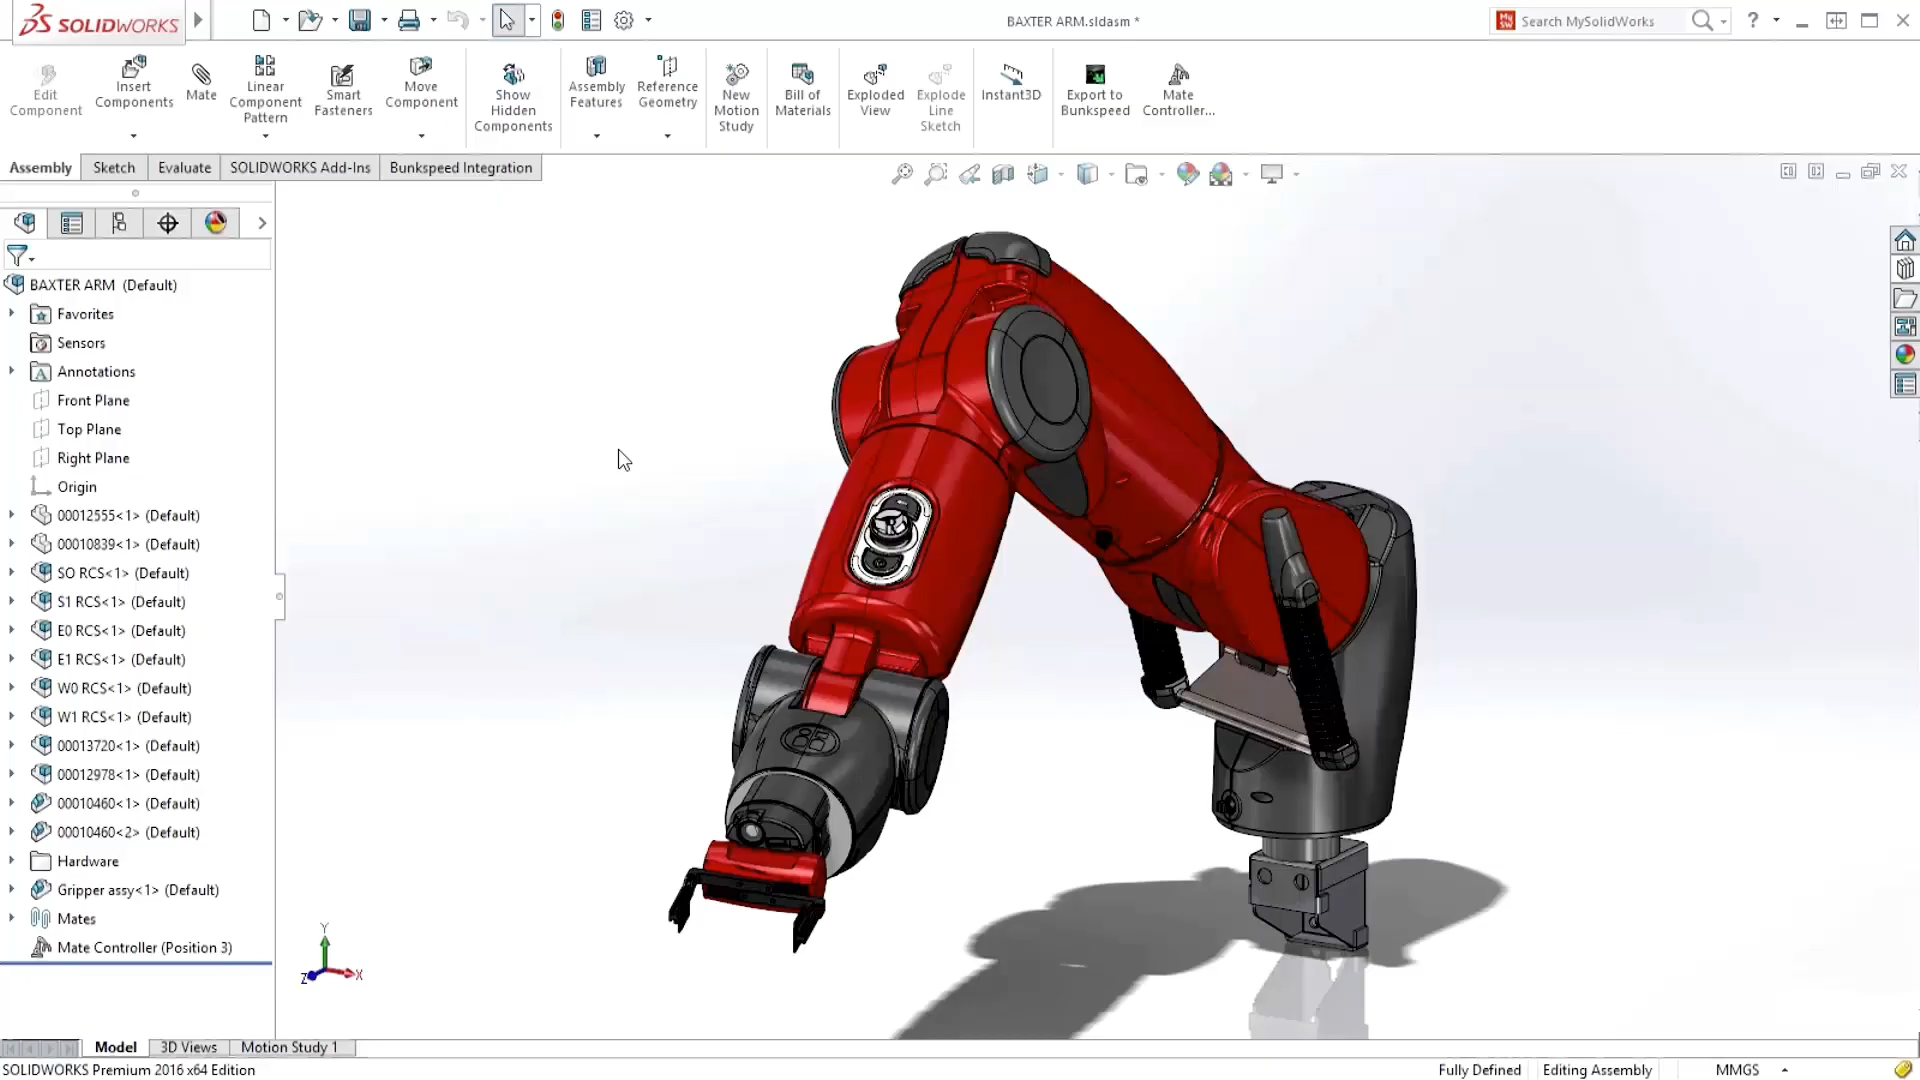 SOLIDWORKS
BAXTER ARM.sldasm *
Search MySolidWorks
?
Edit Component
Insert Components
Mate
Linear Component Pattern
Smart Fasteners
Move Component
Show Hidden Components
Assembly Features
Reference Geometry
New Motion Study
Bill of Materials
Exploded View
Explode Line Sketch
Instant3D
Export to Bunkspeed
Mate Controller...
Assembly
Sketch
Evaluate
SOLIDWORKS Add-Ins
Bunkspeed Integration
BAXTER ARM (Default)
Favorites
Sensors
Annotations
Front Plane
Top Plane
Right Plane
Origin
00012555<1> (Default)
00010839<1> (Default)
SO RCS<1> (Default)
S1 RCS<1> (Default)
E0 RCS<1> (Default)
E1 RCS<1> (Default)
W0 RCS<1> (Default)
W1 RCS<1> (Default)
00013720<1> (Default)
00012978<1> (Default)
00010460<1> (Default)
00010460<2> (Default)
Hardware
Gripper assy<1> (Default)
Mates
Mate Controller (Position 3)
Y
Z
X
Model
3D Views
Motion Study 1
SOLIDWORKS Premium 2016 x64 Edition
Fully Defined
Editing Assembly
MMGS